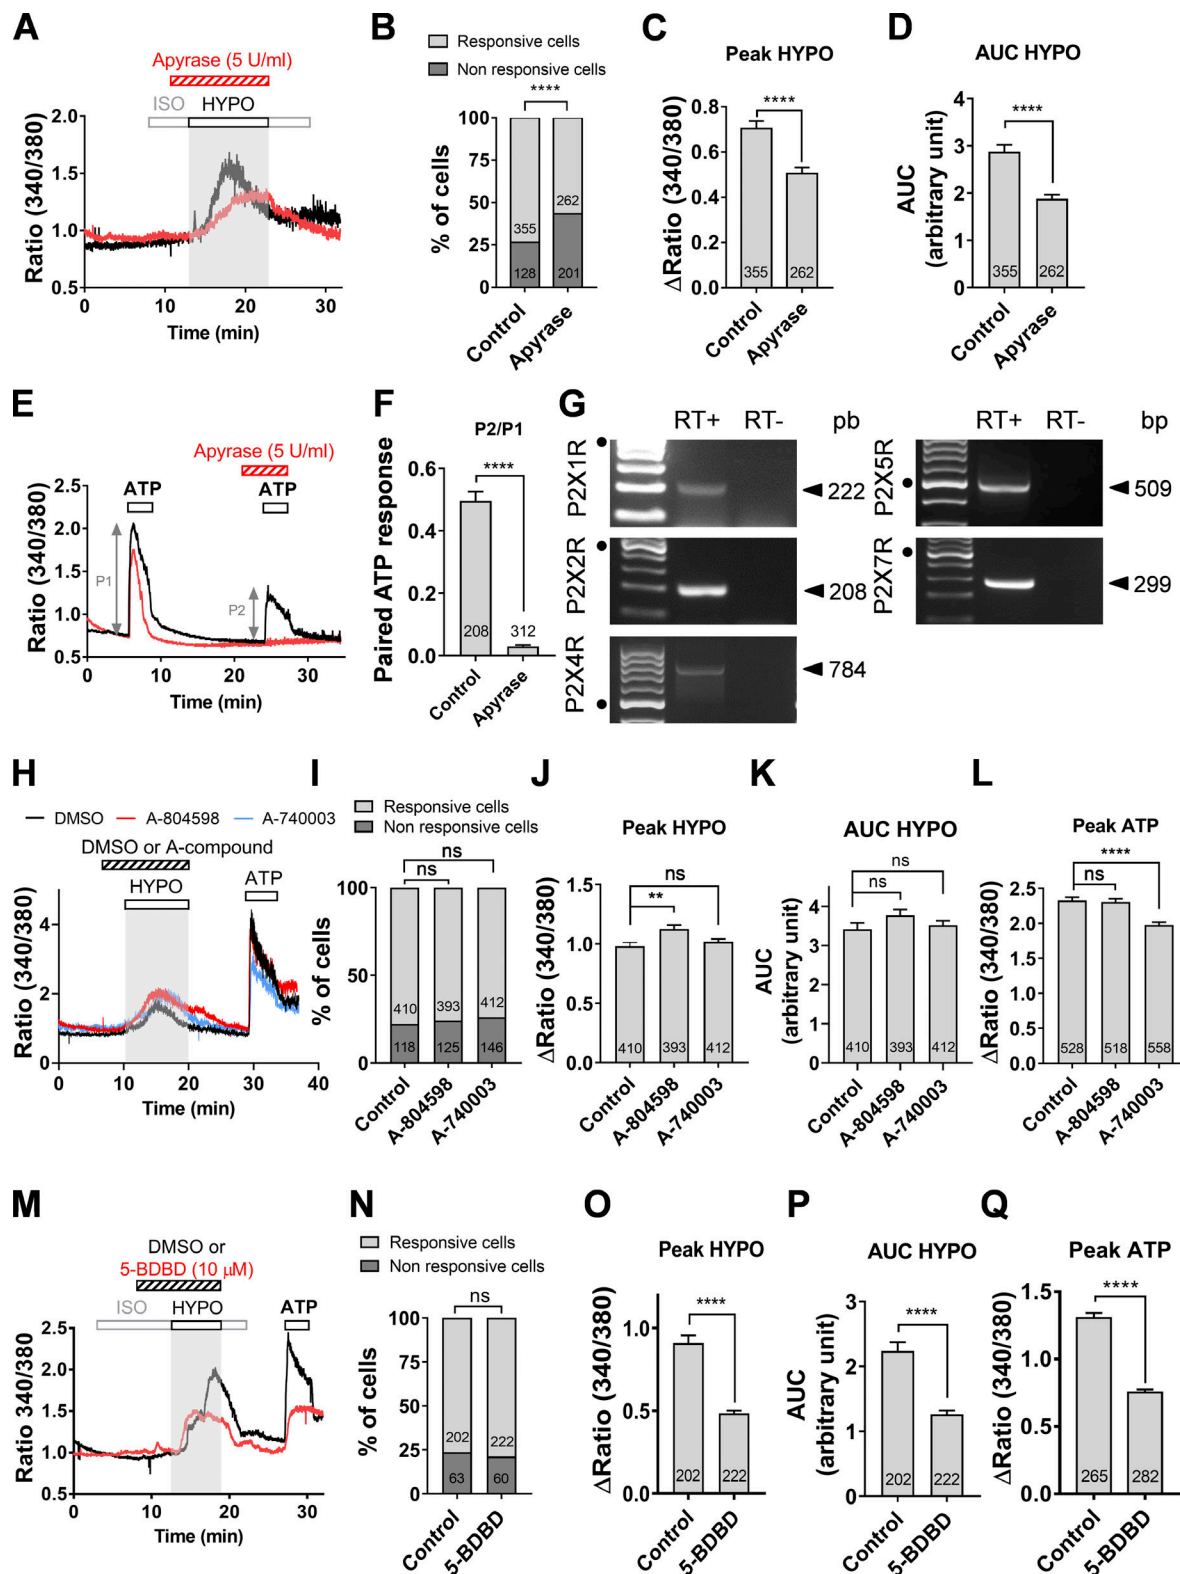 A
Apyrase (5 U/ml)
ISO
HYPO
Ratio (340/380)
2.0
1.5
1.0
0.5
0
10
20
30
Time (min)
B
Responsive cells
Non responsive cells
****
% of cells
100
75
50
25
0
355
262
128
201
Control
Apyrase
C
Peak HYPO
****
ΔRatio (340/380)
0.8
0.6
0.4
0.2
0.0
355
262
Control
Apyrase
D
AUC HYPO
****
AUC
(arbitrary unit)
4
3
2
1
0
355
262
Control
Apyrase
E
Apyrase (5 U/ml)
ATP
ATP
P1
P2
Ratio (340/380)
2.5
2.0
1.5
1.0
0.5
0
10
20
30
Time (min)
F
P2/P1
****
Paired ATP response
0.6
0.4
0.2
0.0
208
312
Control
Apyrase
G
RT+ RT- pb
P2X1R
222
P2X2R
208
P2X4R
784
RT+ RT- bp
P2X5R
509
P2X7R
299
H
DMSO A-804598 A-740003
DMSO or A-compound
HYPO
ATP
Ratio (340/380)
4
2
0
0
10
20
30
40
Time (min)
I
Responsive cells
Non responsive cells
ns
ns
% of cells
100
50
0
410
393
412
118
125
146
Control
A-804598
A-740003
J
Peak HYPO
ns
**
ΔRatio (340/380)
1.5
1.0
0.5
0.0
410
393
412
Control
A-804598
A-740003
K
AUC HYPO
ns
ns
AUC
(arbitrary unit)
4
3
2
1
0
410
393
412
Control
A-804598
A-740003
L
Peak ATP
****
ns
ΔRatio (340/380)
2.5
2.0
1.5
1.0
0.5
0.0
528
518
558
Control
A-804598
A-740003
M
DMSO or
5-BDBD (10 µM)
ISO
HYPO
ATP
Ratio 340/380
2.5
2.0
1.5
1.0
0.5
0
10
20
30
Time (min)
N
Responsive cells
Non responsive cells
ns
% of cells
100
75
50
25
0
202
222
63
60
Control
5-BDBD
O
Peak HYPO
****
ΔRatio (340/380)
1.0
0.5
0.0
202
222
Control
5-BDBD
P
AUC HYPO
****
AUC
(arbitrary unit)
3
2
1
0
202
222
Control
5-BDBD
Q
Peak ATP
****
ΔRatio (340/380)
1.5
1.0
0.5
0.0
265
282
Control
5-BDBD